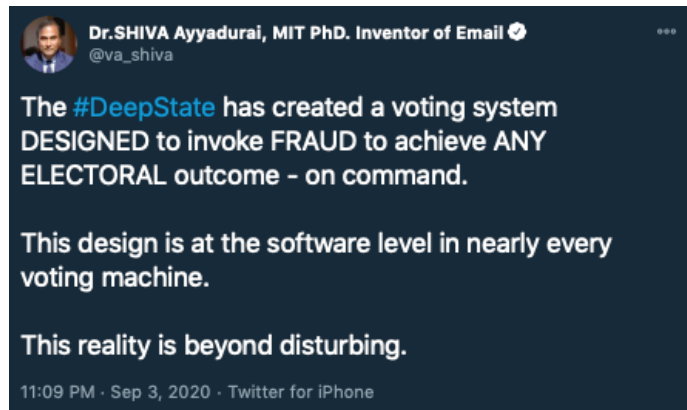 Dr.SHIVA Ayyadurai, MIT PhD. Inventor of Email
@va_shiva
The #DeepState has created a voting system
DESIGNED to invoke FRAUD to achieve ANY
ELECTORAL outcome - on command.
This design is at the software level in nearly every
voting machine.
This reality is beyond disturbing.
11:09 PM · Sep 3, 2020 · Twitter for iPhone